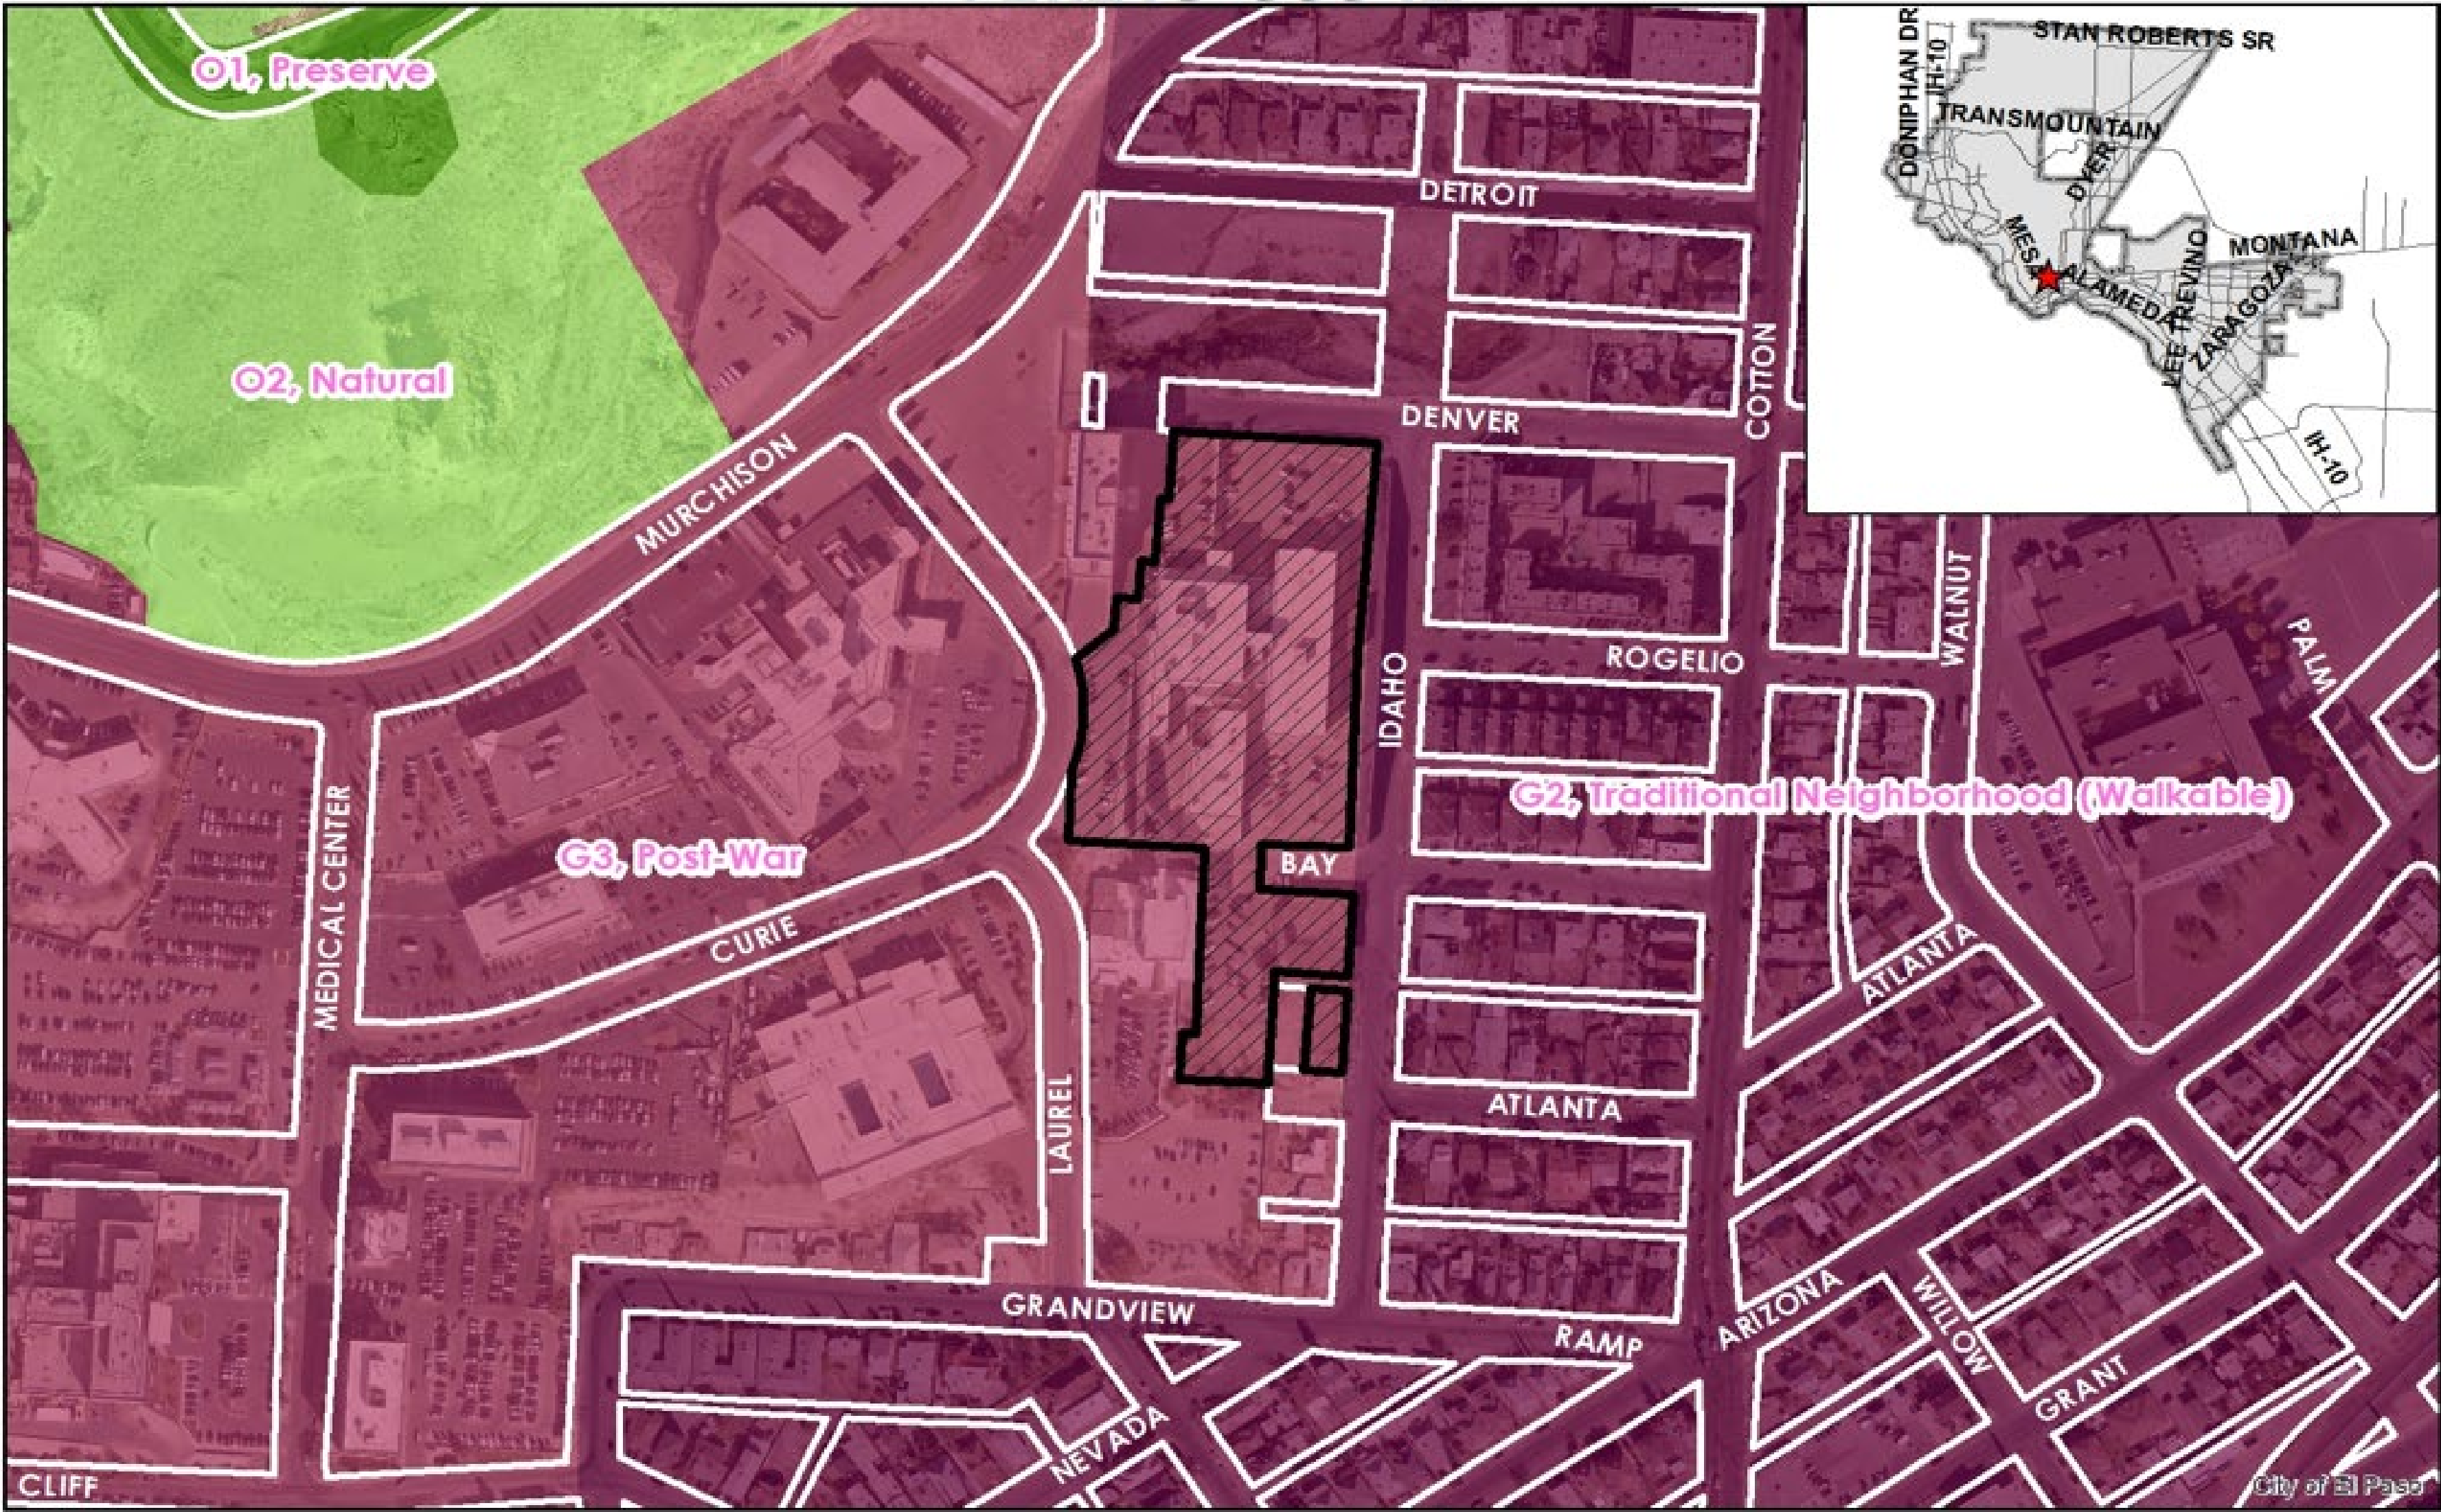 O1, Preserve
O2, Natural
MURCHISON
DETROIT
DENVER
COTTON
WALNUT
PALM
ROGELIO
IDAHO
G2, Traditional Neighborhood (Walkable)
G3, Post-War
BAY
MEDICAL CENTER
CURIE
LAUREL
ATLANTA
ATLANTA
GRANDVIEW
RAMP
ARIZONA
WILLOW
GRANT
NEVADA
CLIFF
City of El Paso
DONIPHAN DR
IH-10
STAN ROBERTS SR
TRANSMOUNTAIN
DYER
MESA
ALAMEDA
LEE TREVINO
ZARAGOZA
MONTANA
IH-10